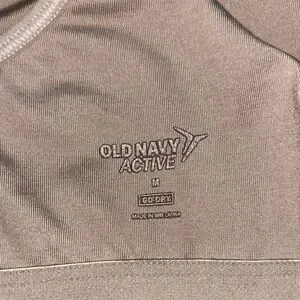 OLD NAVY
ACTIVE
M
GO-DRY
MADE IN SRI LANKA